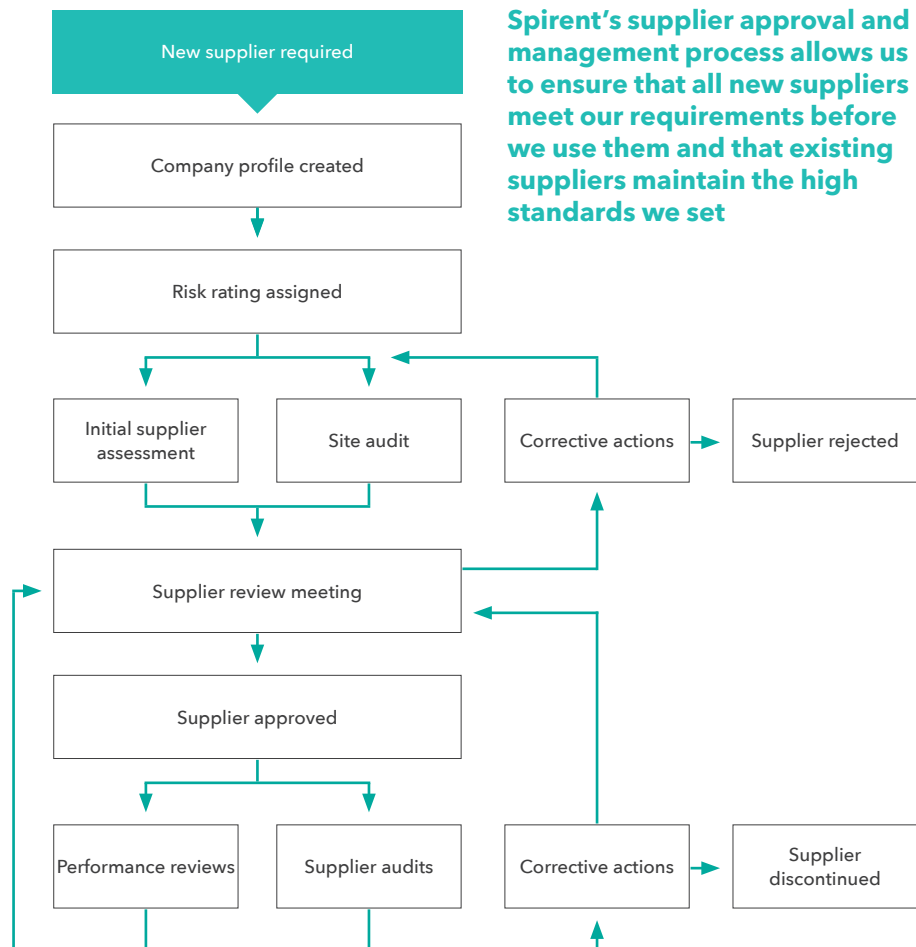 New supplier required
Spirent‘s supplier approval and
management process allows us
to ensure that all new suppliers
meet our requirements before
we use them and that existing
suppliers maintain the high
standards we set
Company profile created
Risk rating assigned
Initial supplier
assessment
Site audit
Corrective actions
Supplier rejected
Supplier review meeting
Supplier approved
Performance reviews
Supplier audits
Corrective actions
Supplier
discontinued